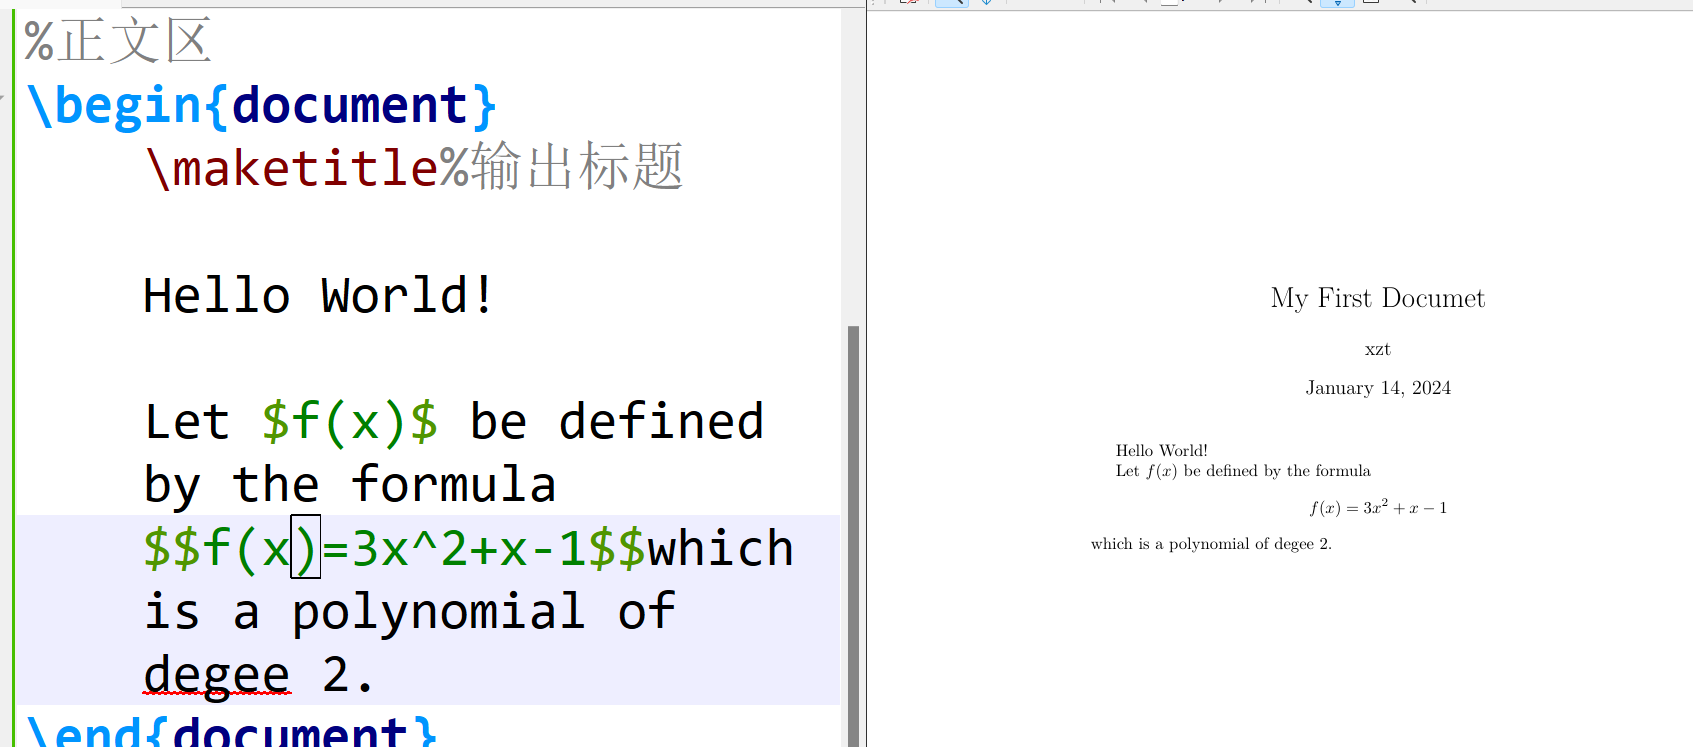 %正文区
\begin{document}
\maketitle%输出标题
Hello World!
Let $f(x)$ be defined
by the formula
$$f(x)=3x^2+x-1$$which
is a polynomial of
degee 2.
\end{document}
My First Documet
xzt
January 14, 2024
Hello World!
Let f(x) be defined by the formula
f(x) = 3x² + x − 1
which is a polynomial of degee 2.